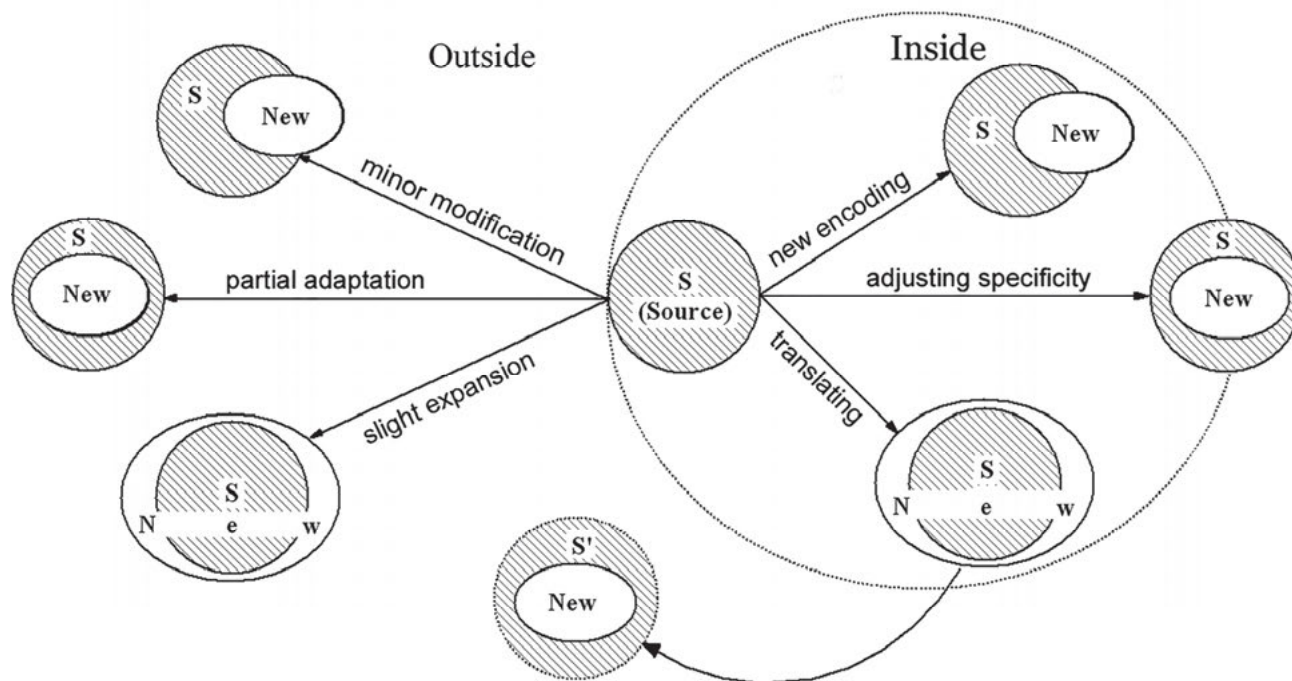 Outside
Inside
S
New
S
New
minor modification
new encoding
S
New
partial adaptation
S
(Source)
adjusting specificity
S
New
slight expansion
translating
S
N e w
S
N e w
S'
New